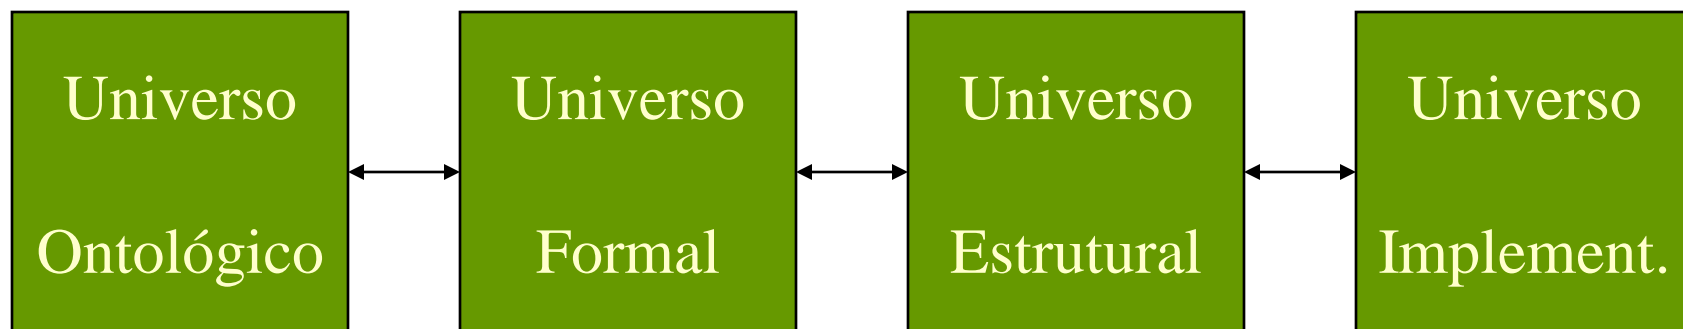 Universo
Ontológico
Universo
Formal
Universo
Estrutural
Universo
Implement.